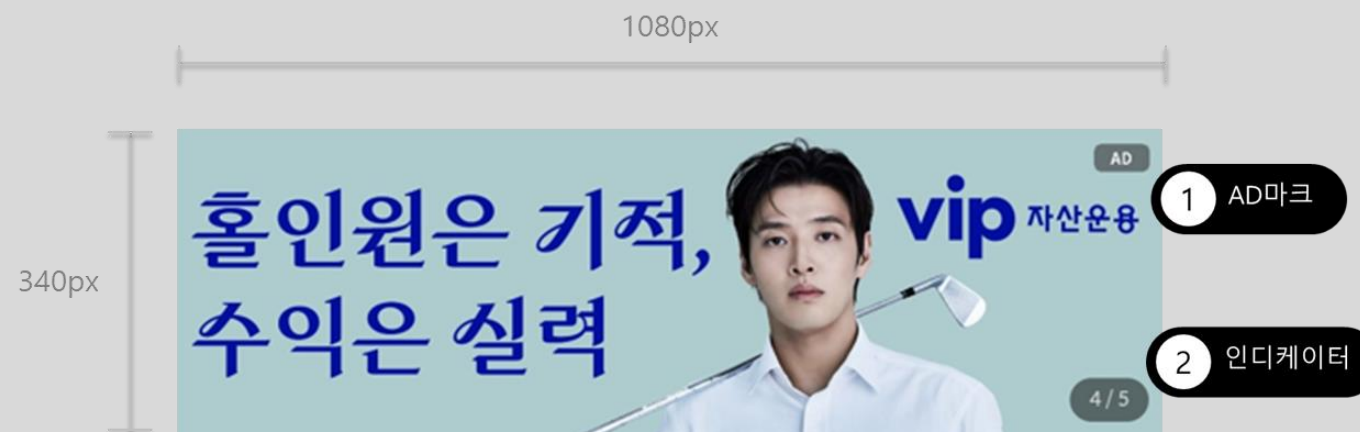 1080px
340px
AD
홀인원은 기적,
수익은 실력
vip 자산운용
1 AD마크
2 인디케이터
4 / 5